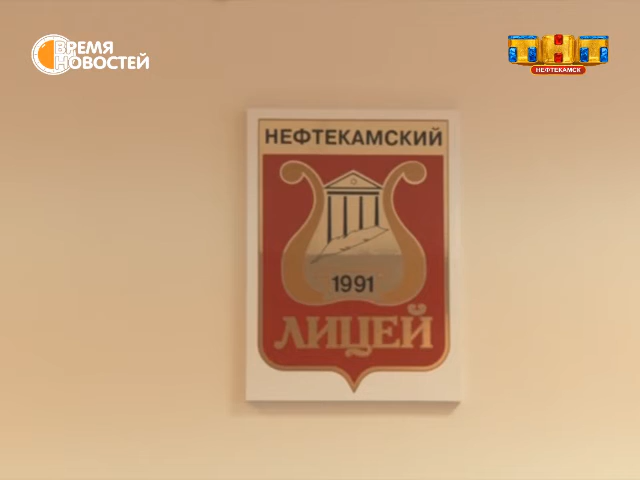 ВРЕМЯ
НОВОСТЕЙ
ТНТ
НЕФТЕКАМСК
НЕФТЕКАМСКИЙ
1991
ЛИЦЕЙ